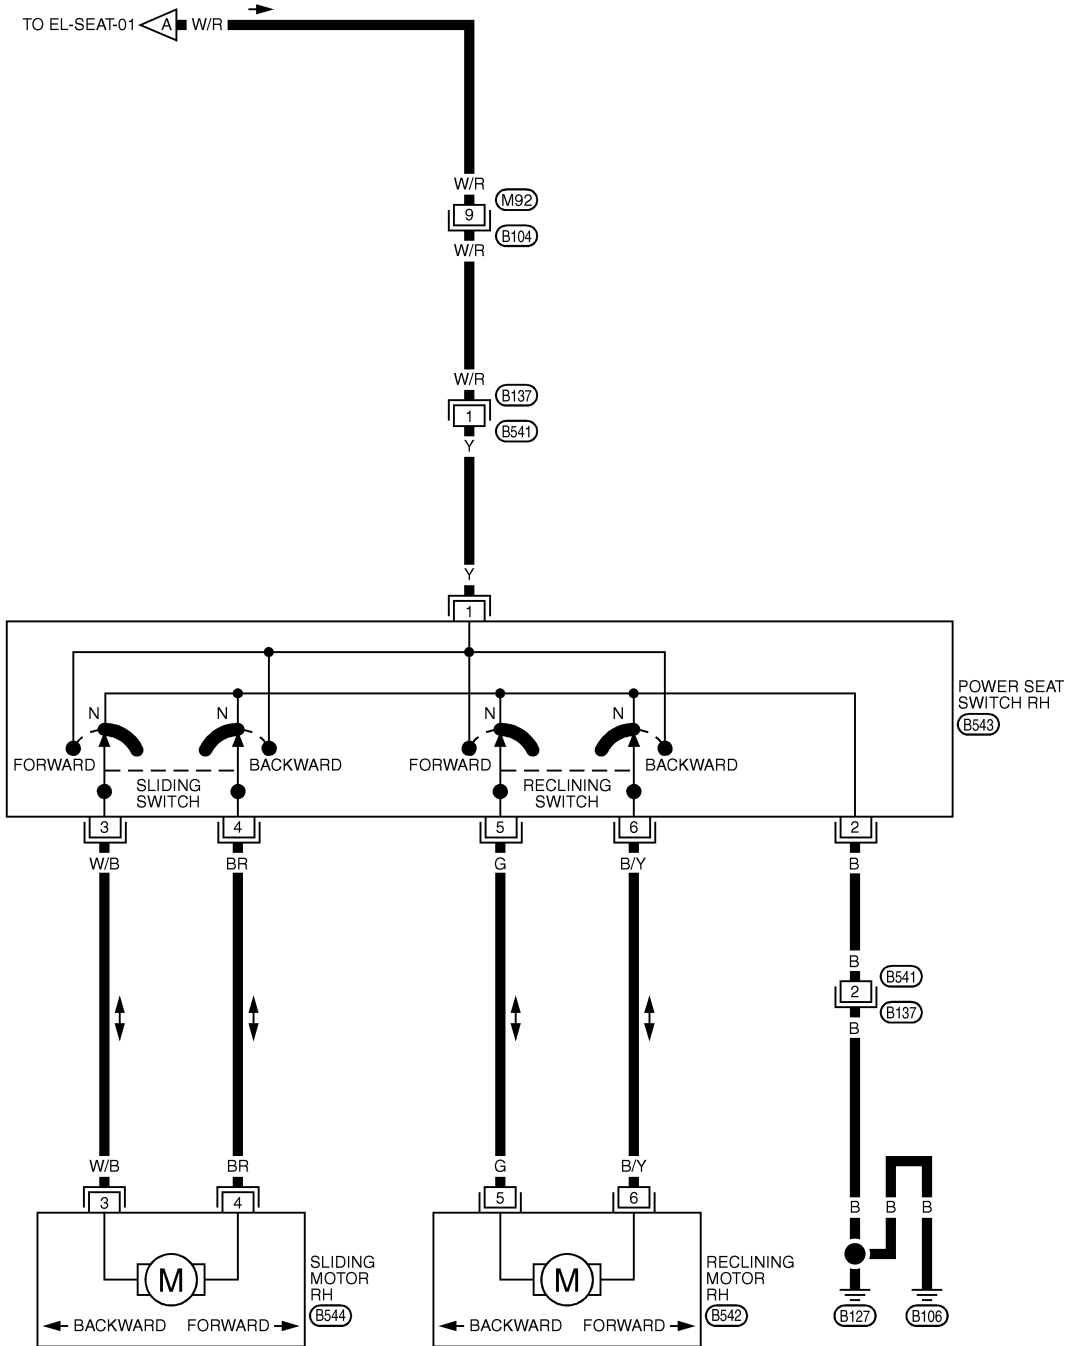 TO EL-SEAT-01 A W/R
W/R
M92
9
B104
W/R
W/R
B137
1
B541
Y
Y
1
POWER SEAT
SWITCH RH
B543
N N N N
FORWARD BACKWARD FORWARD BACKWARD
SLIDING
SWITCH
RECLINING
SWITCH
3 4 5 6 2
W/B BR G B/Y B
B
B541
2
B137
B
W/B BR G B/Y
3 4 5 6
B B B
SLIDING
MOTOR
RH
B544
M
BACKWARD FORWARD
RECLINING
MOTOR
RH
B542
M
BACKWARD FORWARD
B127 B106